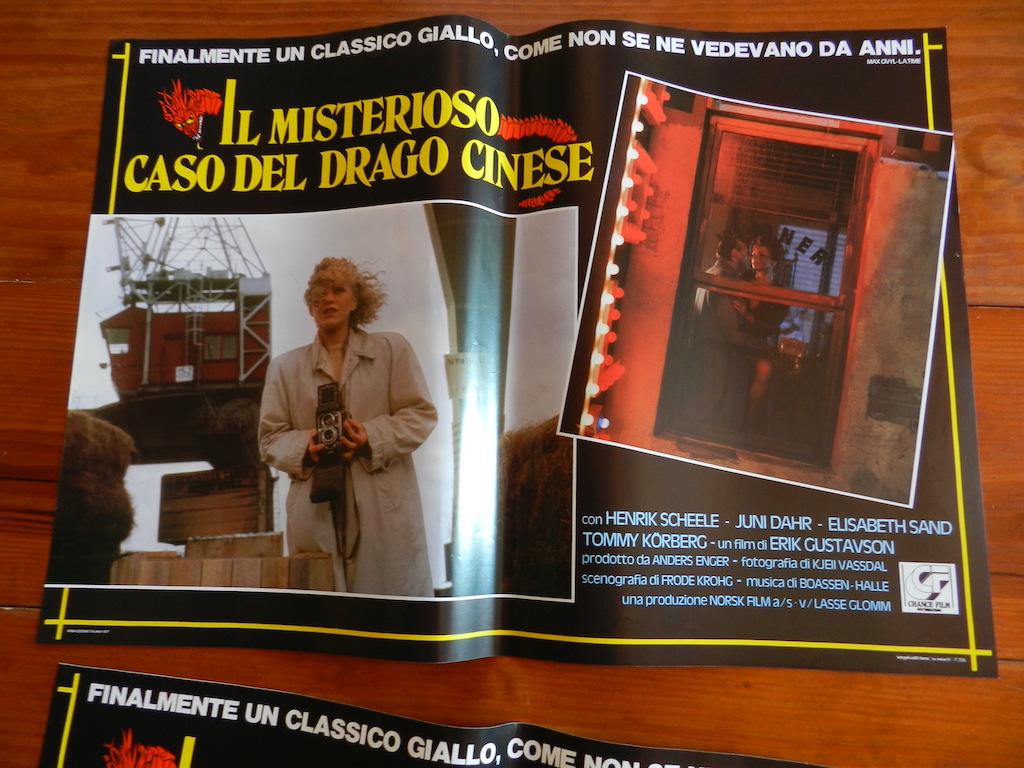 FINALMENTE UN CLASSICO GIALLO, COME NON SE NE VEDEVANO DA ANNI.
MAX CIVYL-LA TIME
IL MISTERIOSO
CASO DEL DRAGO CINESE
NER
con HENRIK SCHEELE - JUNI DAHR - ELISABETH SAND
TOMMY KÖRBERG - un film di ERIK GUSTAVSON
prodotto da ANDERS ENGER - fotografia di KJEII VASSDAL
scenografia di FRODE KROHG - musica di BOASSEN-HALLE
una produzione NORSK FILM a/s - v/ LASSE GLOMM
CHANCE FILM
FINALMENTE UN CLASSICO GIALLO, COME NON SE